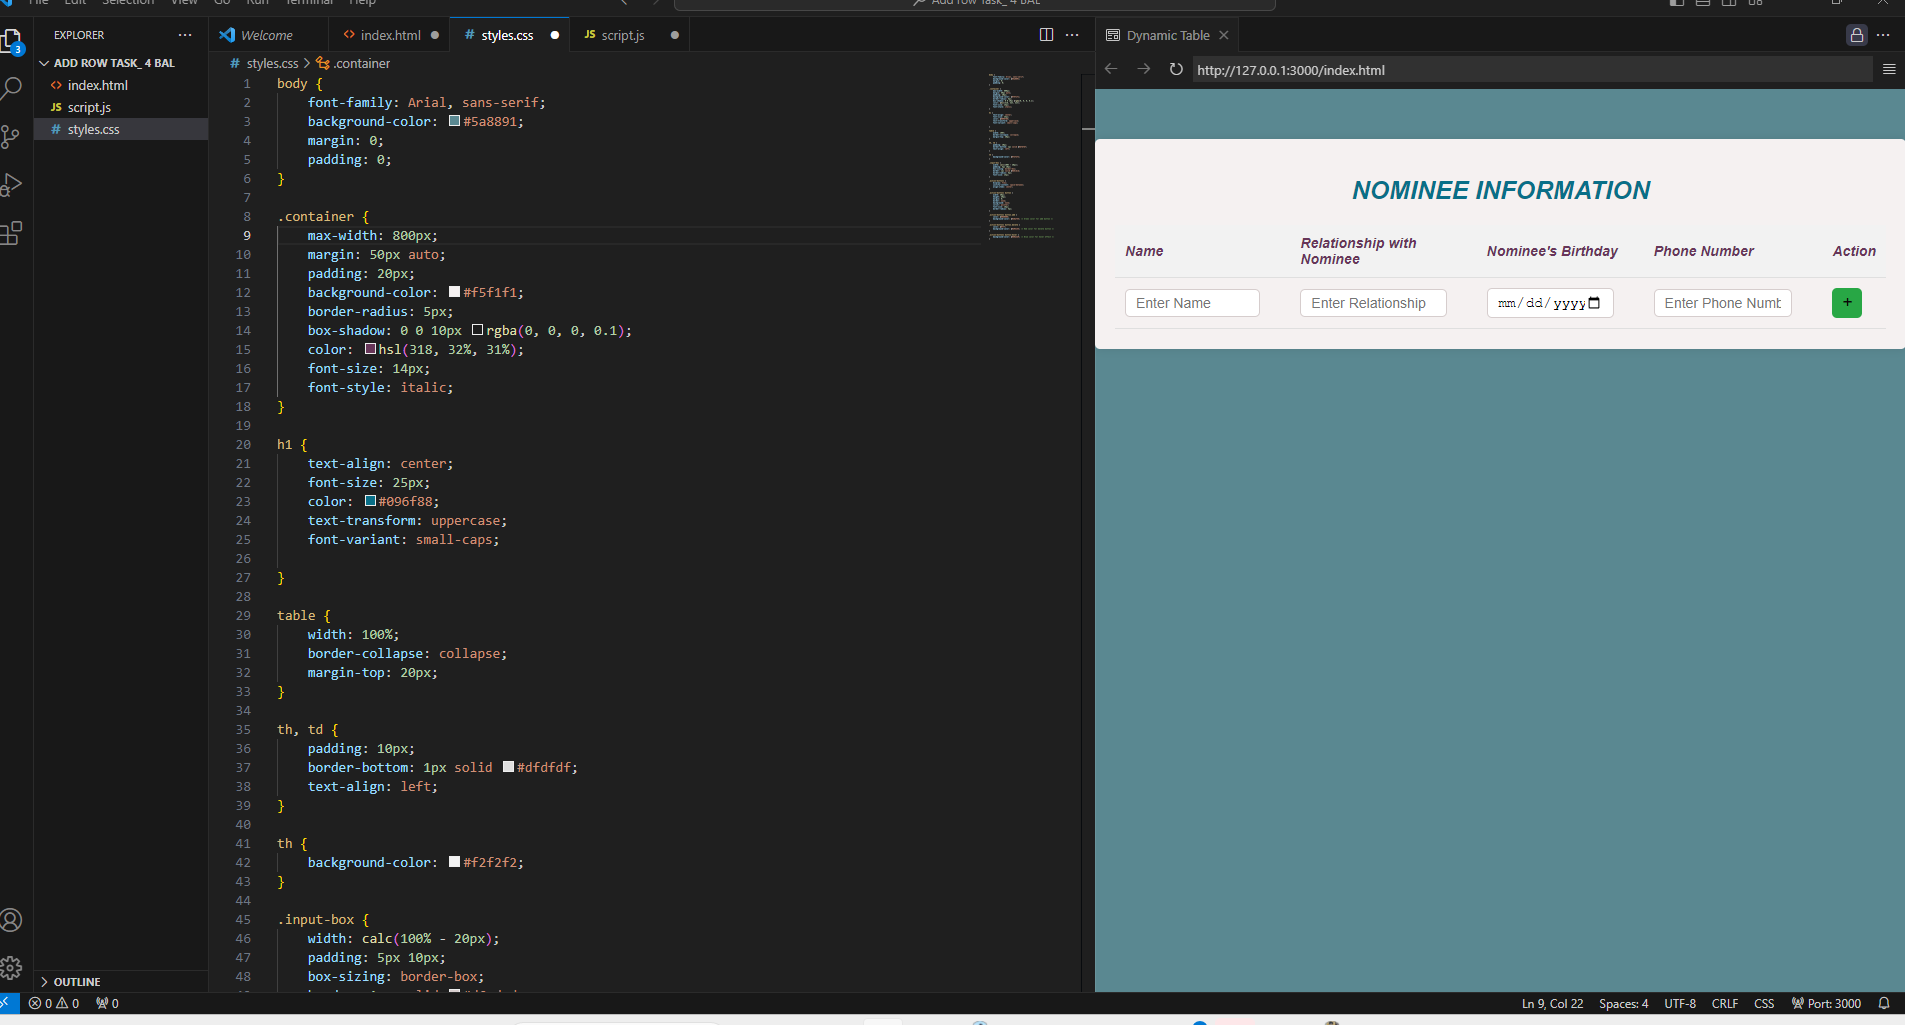 File Edit Selection View Go Run Terminal Help
Add row Task_ 4 BAL
EXPLORER
Welcome
index.html
styles.css
script.js
Dynamic Table
3
ADD ROW TASK_ 4 BAL
index.html
JS script.js
# styles.css
# styles.css > .container
http://127.0.0.1:3000/index.html
1 body {
2 font-family: Arial, sans-serif;
3 background-color: #5a8891;
4 margin: 0;
5 padding: 0;
6 }
7
8 .container {
9 max-width: 800px;
10 margin: 50px auto;
11 padding: 20px;
12 background-color: #f5f1f1;
13 border-radius: 5px;
14 box-shadow: 0 0 10px rgba(0, 0, 0, 0.1);
15 color: hsl(318, 32%, 31%);
16 font-size: 14px;
17 font-style: italic;
18 }
19
20 h1 {
21 text-align: center;
22 font-size: 25px;
23 color: #096f88;
24 text-transform: uppercase;
25 font-variant: small-caps;
26
27 }
28
29 table {
30 width: 100%;
31 border-collapse: collapse;
32 margin-top: 20px;
33 }
34
35 th, td {
36 padding: 10px;
37 border-bottom: 1px solid #dfdfdf;
38 text-align: left;
39 }
40
41 th {
42 background-color: #f2f2f2;
43 }
44
45 .input-box {
46 width: calc(100% - 20px);
47 padding: 5px 10px;
48 box-sizing: border-box;
NOMINEE INFORMATION
Name
Relationship with
Nominee
Nominee's Birthday
Phone Number
Action
Enter Name
Enter Relationship
mm/dd/yyyy
Enter Phone Numt
+
OUTLINE
0 0 0
Ln 9, Col 22 Spaces: 4 UTF-8 CRLF CSS Port: 3000